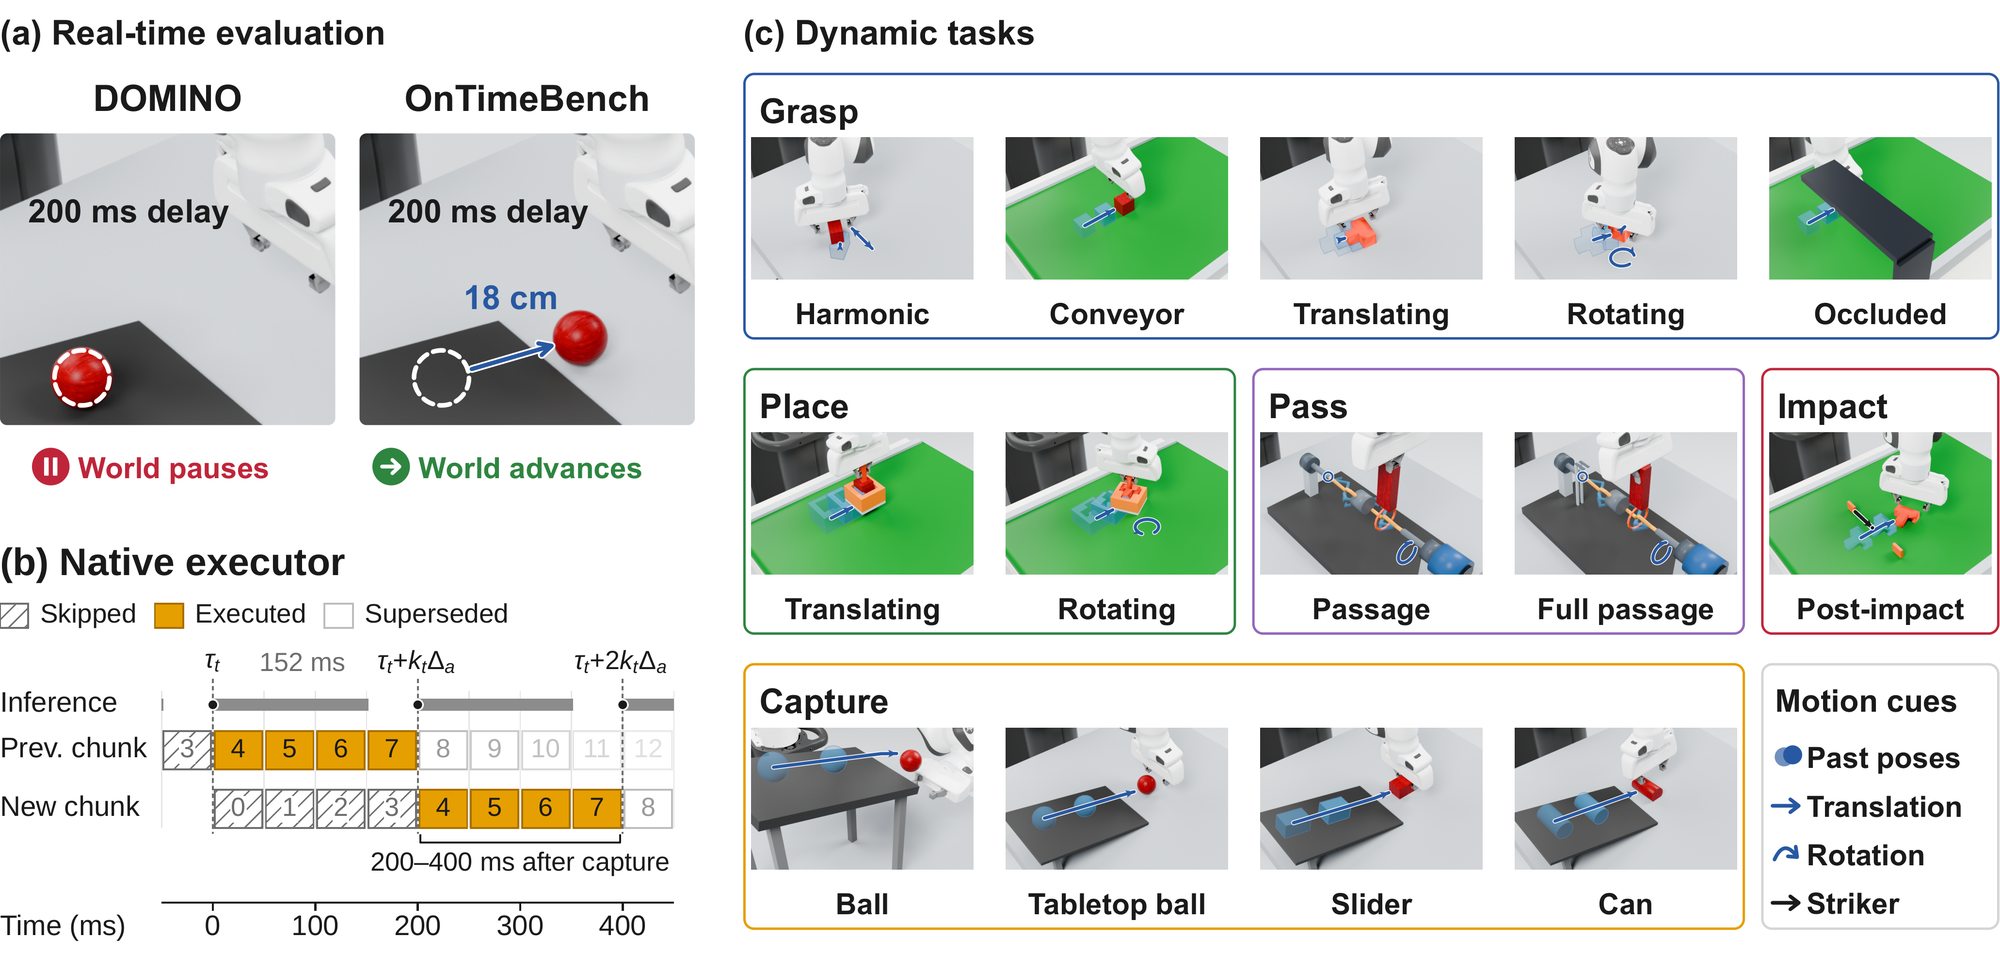 (a) Real-time evaluation
DOMINO
OnTimeBench
200 ms delay
200 ms delay
18 cm
World pauses
World advances
(b) Native executor
Skipped
Executed
Superseded
τt
152 ms
τt+ktΔa
τt+2ktΔa
Inference
Prev. chunk
3 4 5 6 7 8 9 10 11 12
New chunk
0 1 2 3 4 5 6 7 8
200–400 ms after capture
Time (ms)
0 100 200 300 400
(c) Dynamic tasks
Grasp
Harmonic
Conveyor
Translating
Rotating
Occluded
Place
Translating
Rotating
Pass
Passage
Full passage
Impact
Post-impact
Capture
Ball
Tabletop ball
Slider
Can
Motion cues
Past poses
Translation
Rotation
Striker